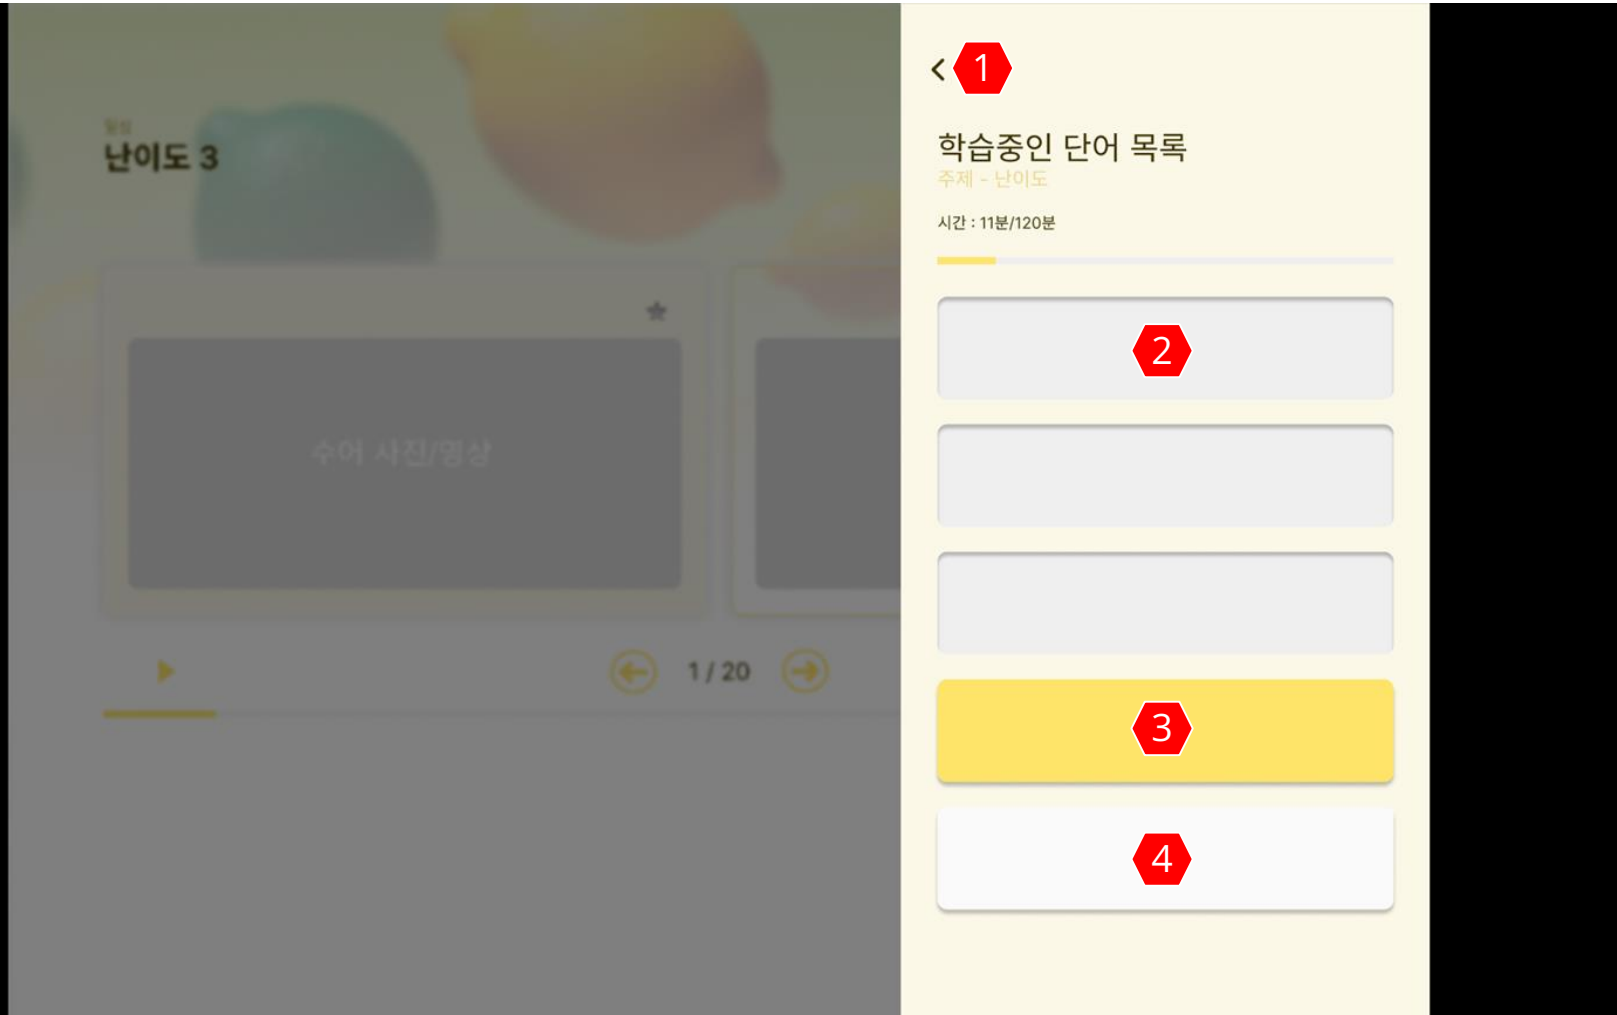 난이도 3
수어 사진/영상
1 / 20
1
학습중인 단어 목록
주제 - 난이도
시간 : 11분/120분
2
3
4